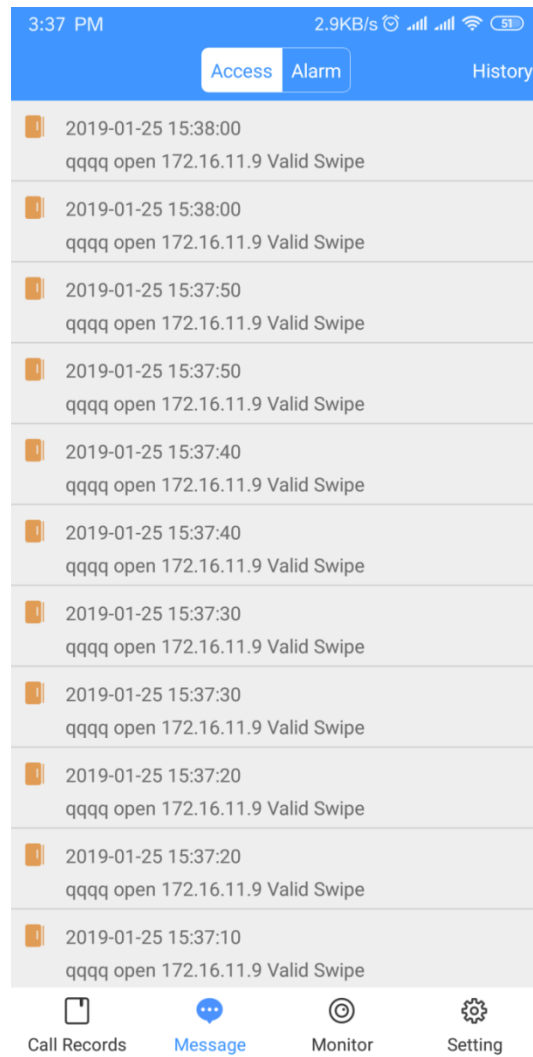 3:37 PM 2.9KB/s 51
Access Alarm History
2019-01-25 15:38:00
qqqq open 172.16.11.9 Valid Swipe
2019-01-25 15:38:00
qqqq open 172.16.11.9 Valid Swipe
2019-01-25 15:37:50
qqqq open 172.16.11.9 Valid Swipe
2019-01-25 15:37:50
qqqq open 172.16.11.9 Valid Swipe
2019-01-25 15:37:40
qqqq open 172.16.11.9 Valid Swipe
2019-01-25 15:37:40
qqqq open 172.16.11.9 Valid Swipe
2019-01-25 15:37:30
qqqq open 172.16.11.9 Valid Swipe
2019-01-25 15:37:30
qqqq open 172.16.11.9 Valid Swipe
2019-01-25 15:37:20
qqqq open 172.16.11.9 Valid Swipe
2019-01-25 15:37:20
qqqq open 172.16.11.9 Valid Swipe
2019-01-25 15:37:10
qqqq open 172.16.11.9 Valid Swipe
Call Records Message Monitor Setting